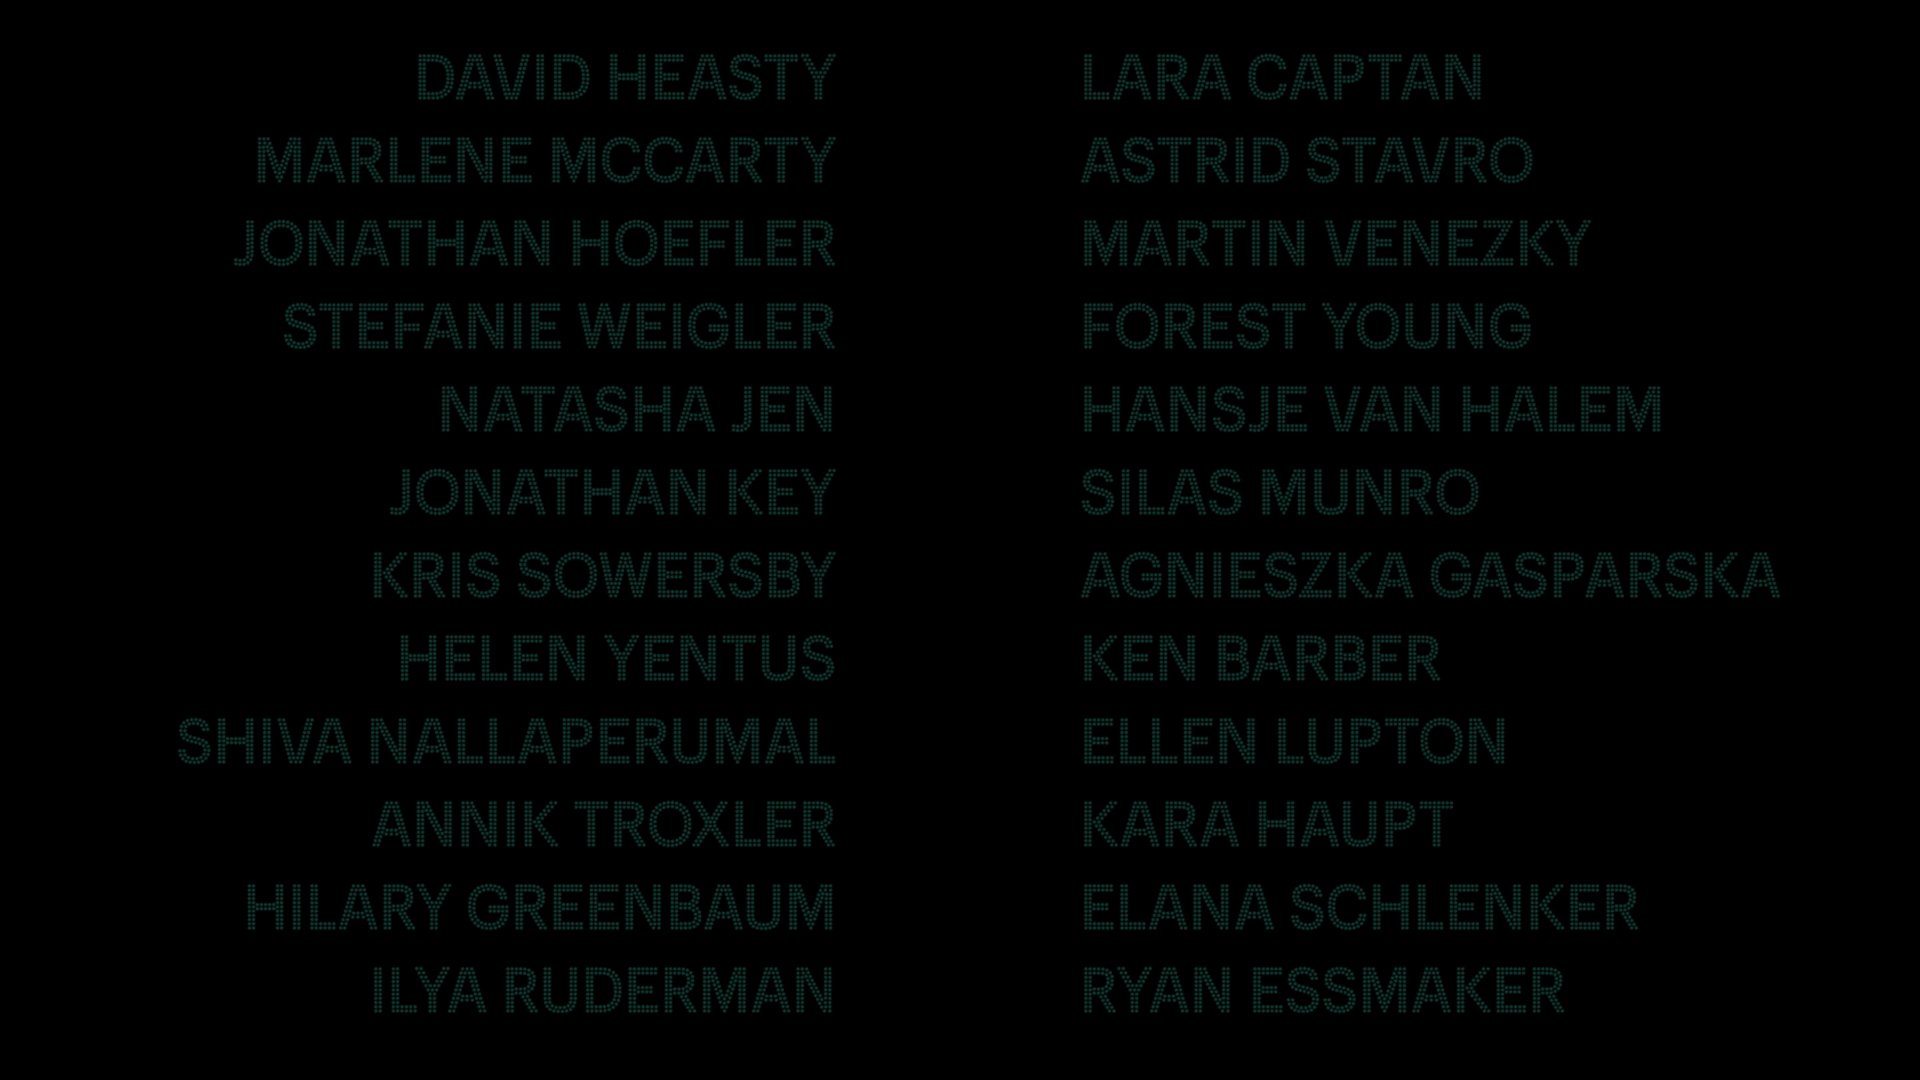 DAVID HEASTY
MARLENE MCCARTY
JONATHAN HOEFLER
STEFANIE WEIGLER
NATASHA JEN
JONATHAN KEY
KRIS SOWERSBY
HELEN YENTUS
SHIVA NALLAPERUMAL
ANNIK TROXLER
HILARY GREENBAUM
ILYA RUDERMAN
LARA CAPTAN
ASTRID STAVRO
MARTIN VENEZKY
FOREST YOUNG
HANSJE VAN HALEM
SILAS MUNRO
AGNIESZKA GASPARSKA
KEN BARBER
ELLEN LUPTON
KARA HAUPT
ELANA SCHLENKER
RYAN ESSMAKER